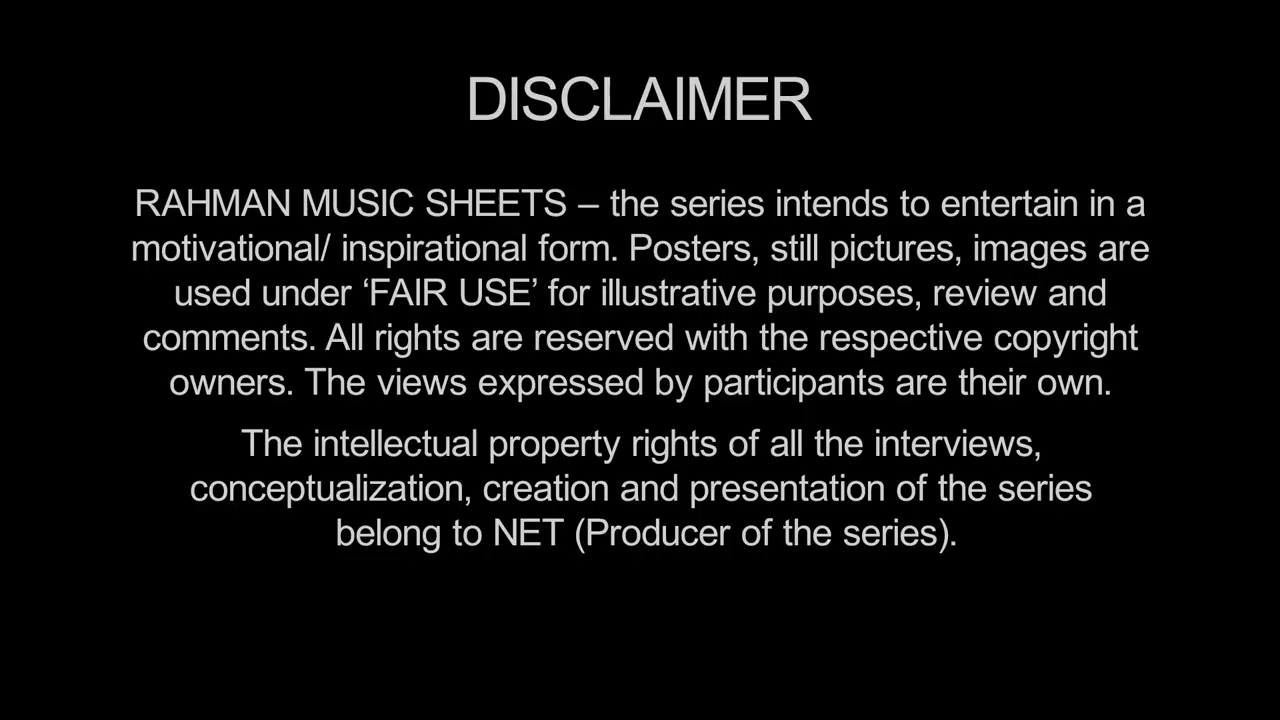 DISCLAIMER
RAHMAN MUSIC SHEETS – the series intends to entertain in a
motivational/ inspirational form. Posters, still pictures, images are
used under ‘FAIR USE’ for illustrative purposes, review and
comments. All rights are reserved with the respective copyright
owners. The views expressed by participants are their own.
The intellectual property rights of all the interviews,
conceptualization, creation and presentation of the series
belong to NET (Producer of the series).